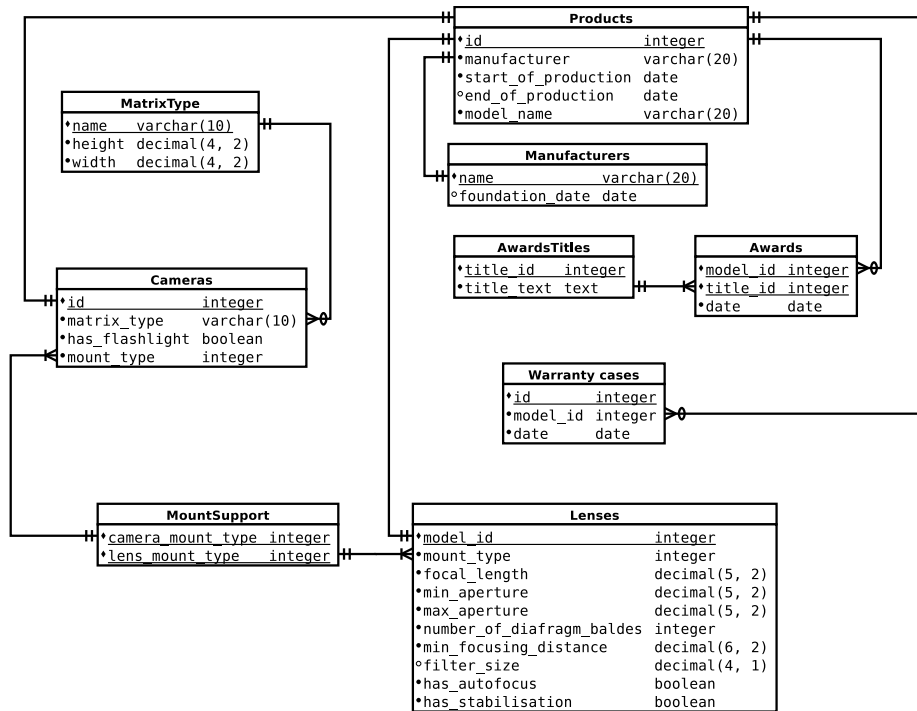 Products
id integer
manufacturer varchar(20)
start_of_production date
end_of_production date
model_name varchar(20)
MatrixType
name varchar(10)
height decimal(4, 2)
width decimal(4, 2)
Manufacturers
name varchar(20)
foundation_date date
AwardsTitles
title_id integer
title_text text
Awards
model_id integer
title_id integer
date date
Cameras
id integer
matrix_type varchar(10)
has_flashlight boolean
mount_type integer
Warranty cases
id integer
model_id integer
date date
MountSupport
camera_mount_type integer
lens_mount_type integer
Lenses
model_id integer
mount_type integer
focal_length decimal(5, 2)
min_aperture decimal(5, 2)
max_aperture decimal(5, 2)
number_of_diafragm_baldes integer
min_focusing_distance decimal(6, 2)
filter_size decimal(4, 1)
has_autofocus boolean
has_stabilisation boolean